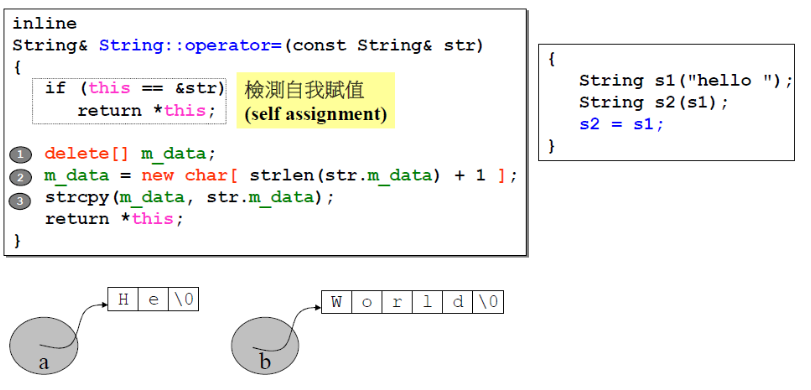 inline
String& String::operator=(const String& str)
{
if (this == &str)
return *this;
檢測自我賦值
(self assignment)
1 delete[] m_data;
2 m_data = new char[ strlen(str.m_data) + 1 ];
3 strcpy(m_data, str.m_data);
return *this;
}
{
String s1("hello ");
String s2(s1);
s2 = s1;
}
H e \0
W o r l d \0
a
b